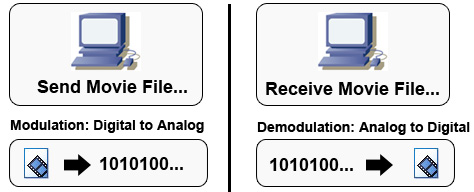 Send Movie File...
Modulation: Digital to Analog
1010100...
Receive Movie File...
Demodulation: Analog to Digital
1010100...